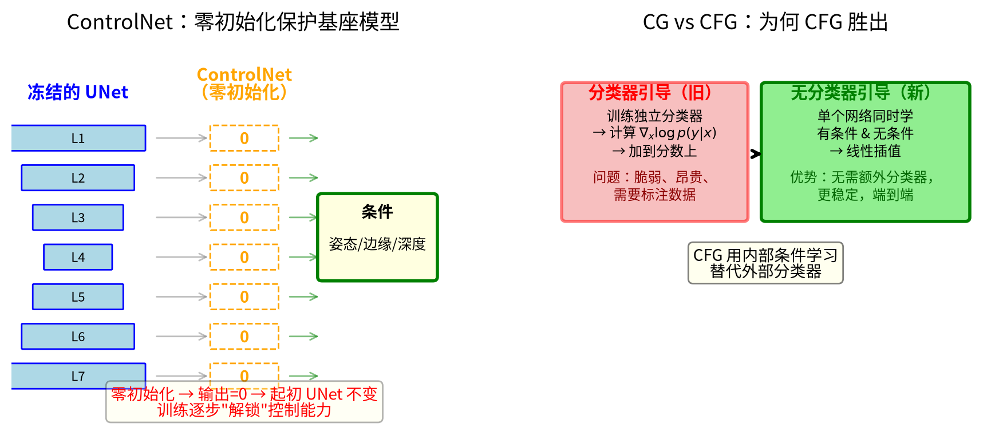 ControlNet：零初始化保护基座模型
冻结的 UNet
ControlNet
（零初始化）
L1
0
L2
0
L3
0
L4
0
L5
0
L6
0
L7
0
条件
姿态/边缘/深度
零初始化 → 输出=0 → 起初 UNet 不变
训练逐步"解锁"控制能力
CG vs CFG：为何 CFG 胜出
分类器引导（旧）
训练独立分类器
→ 计算 ∇ₓlog p(y|x)
→ 加到分数上
问题：脆弱、昂贵、
需要标注数据
无分类器引导（新）
单个网络同时学
有条件 & 无条件
→ 线性插值
优势：无需额外分类器，
更稳定，端到端
CFG 用内部条件学习
替代外部分类器